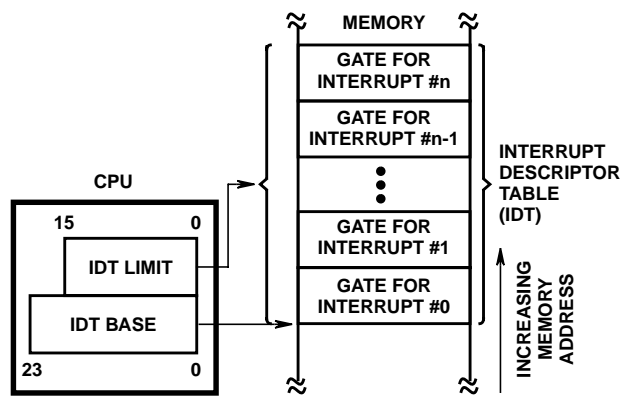 MEMORY
GATE FOR
INTERRUPT #n
GATE FOR
INTERRUPT #n-1
GATE FOR
INTERRUPT #1
GATE FOR
INTERRUPT #0
INTERRUPT
DESCRIPTOR
TABLE
(IDT)
CPU
15 0
IDT LIMIT
IDT BASE
23 0
INCREASING
MEMORY
ADDRESS